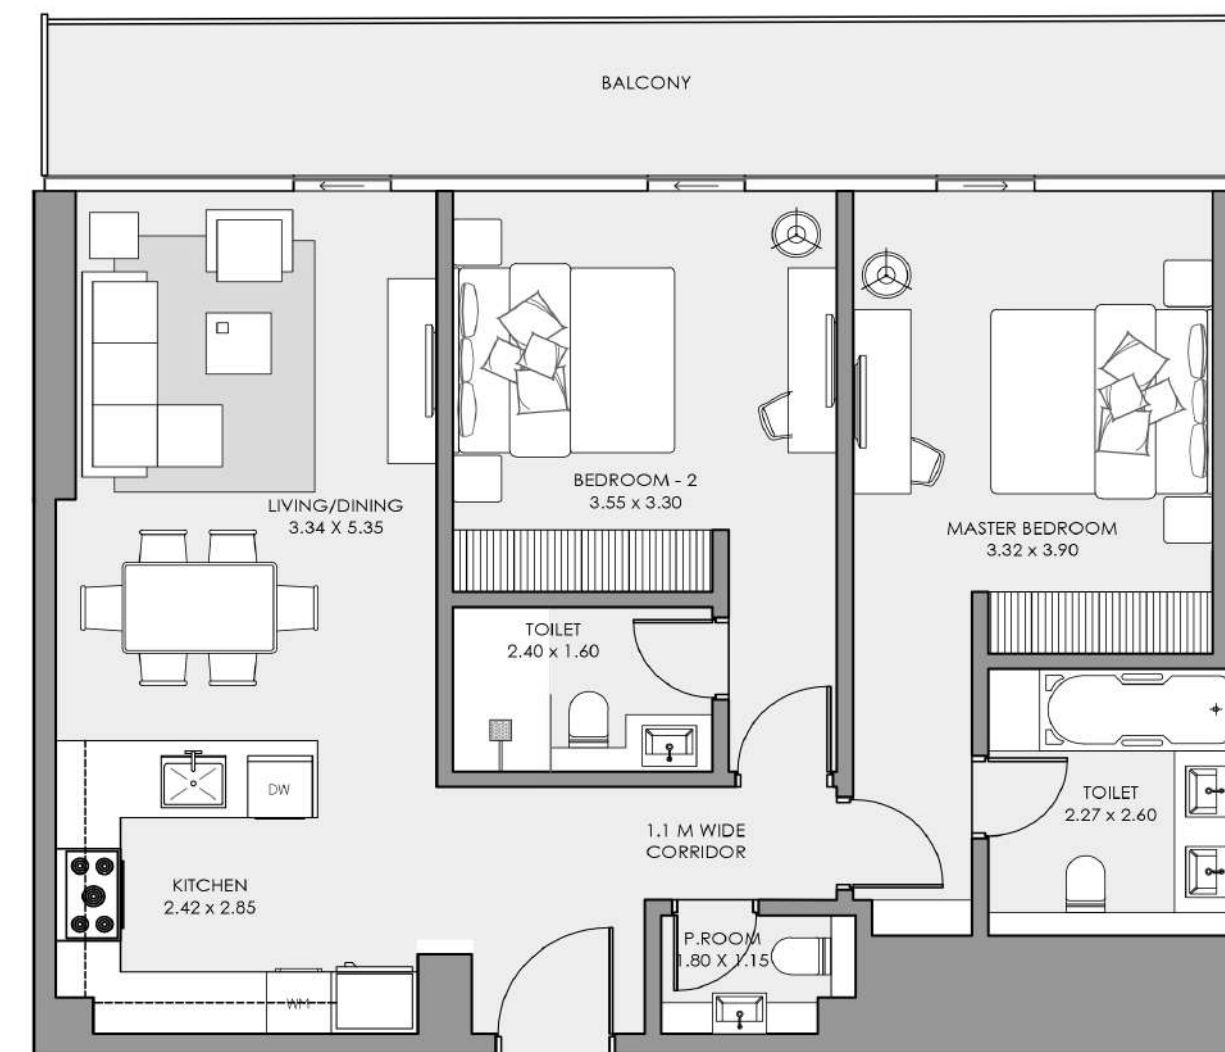 BALCONY
LIVING/DINING
3.34 X 5.35
BEDROOM - 2
3.55 x 3.30
MASTER BEDROOM
3.32 x 3.90
TOILET
2.40 x 1.60
DW
TOILET
2.27 x 2.60
1.1 M WIDE
CORRIDOR
KITCHEN
2.42 x 2.85
P.ROOM
1.80 X 1.15
WM